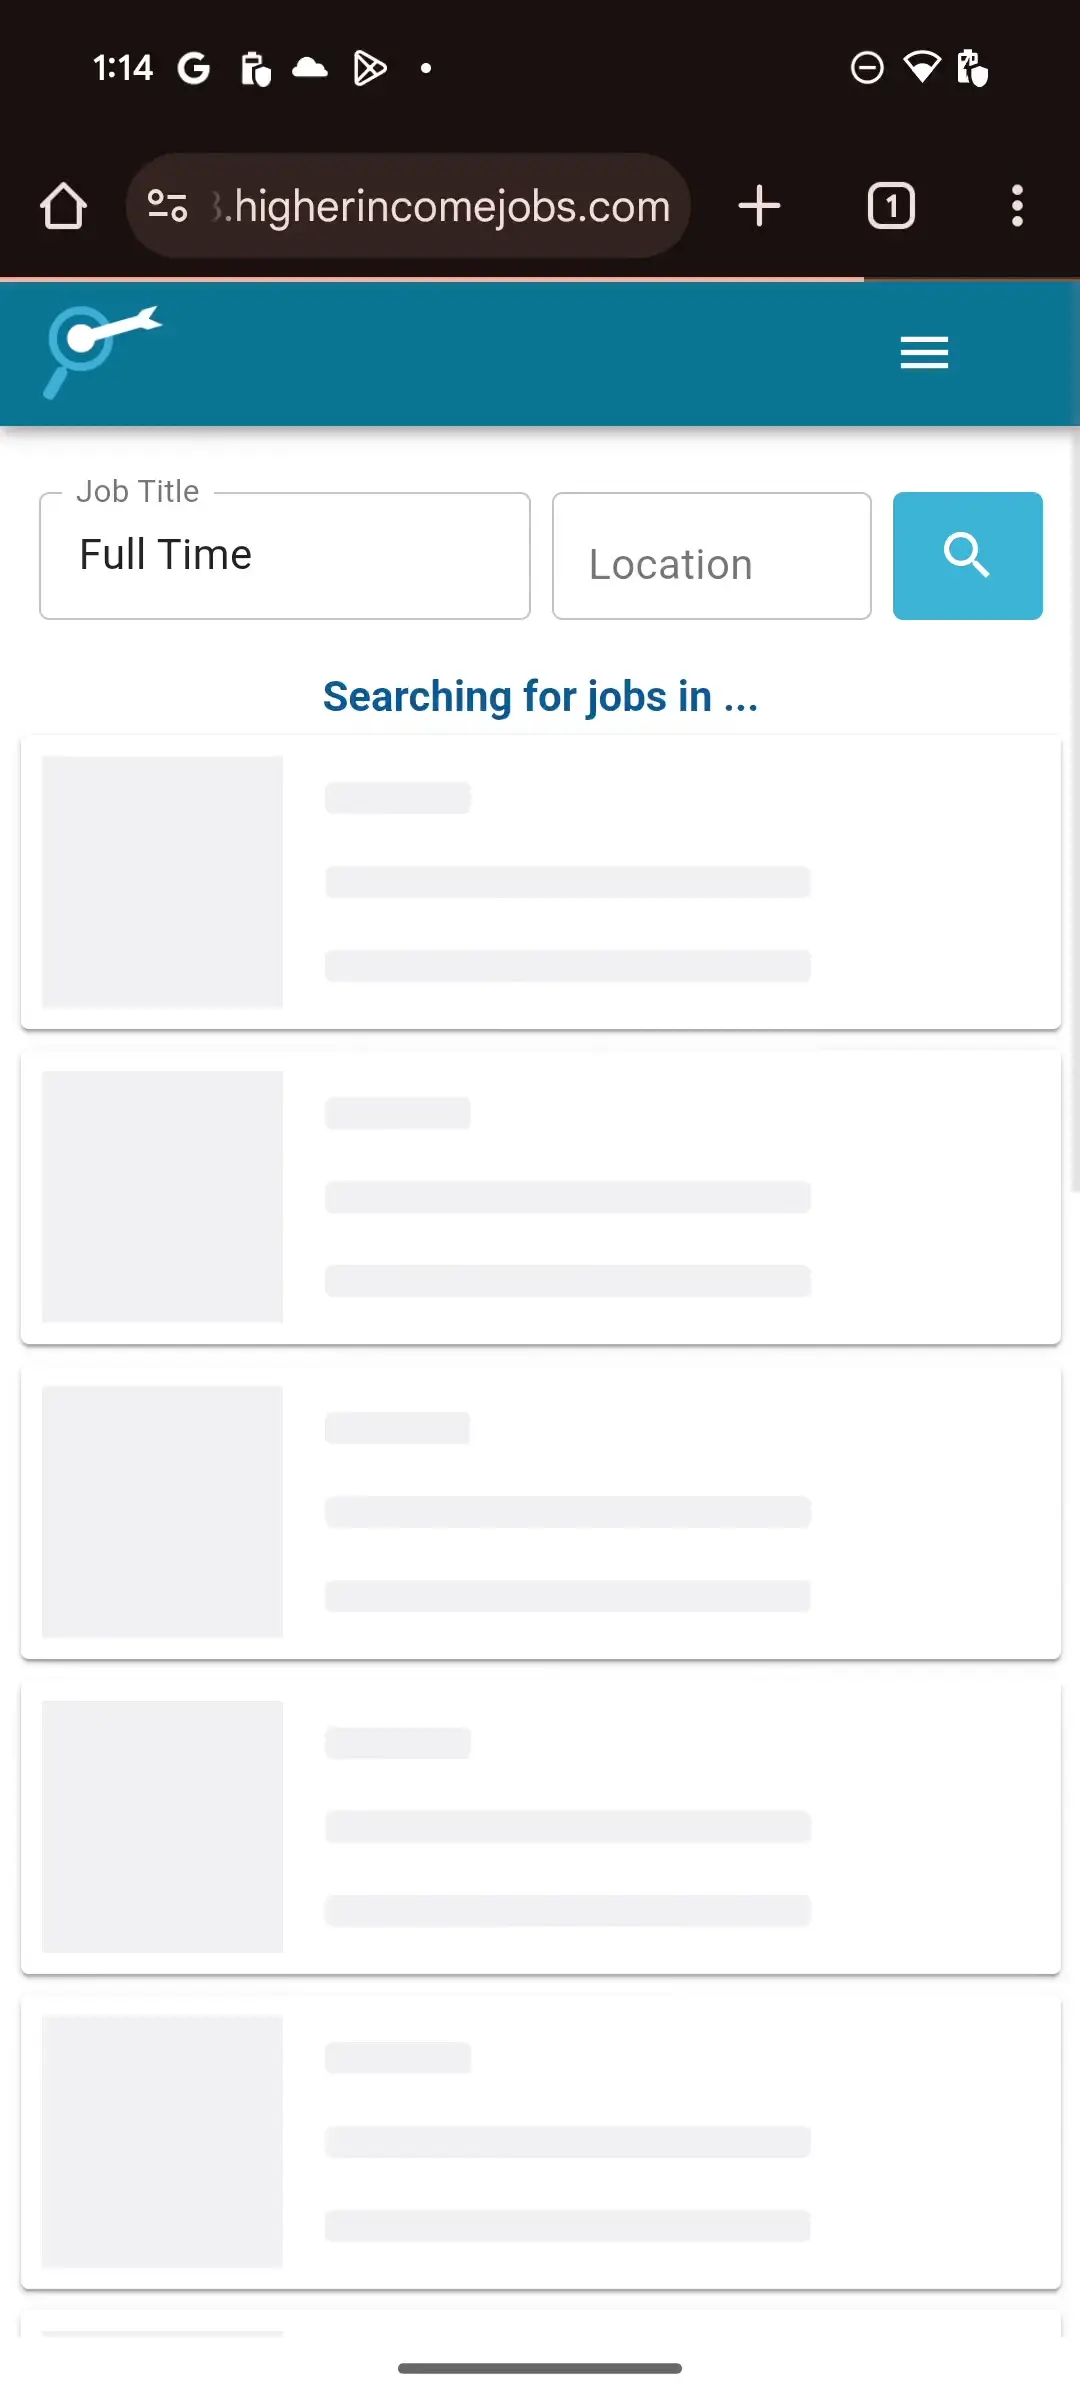 1:14
.higherincomejobs.com
1
Job Title
Full Time
Location
Searching for jobs in ...